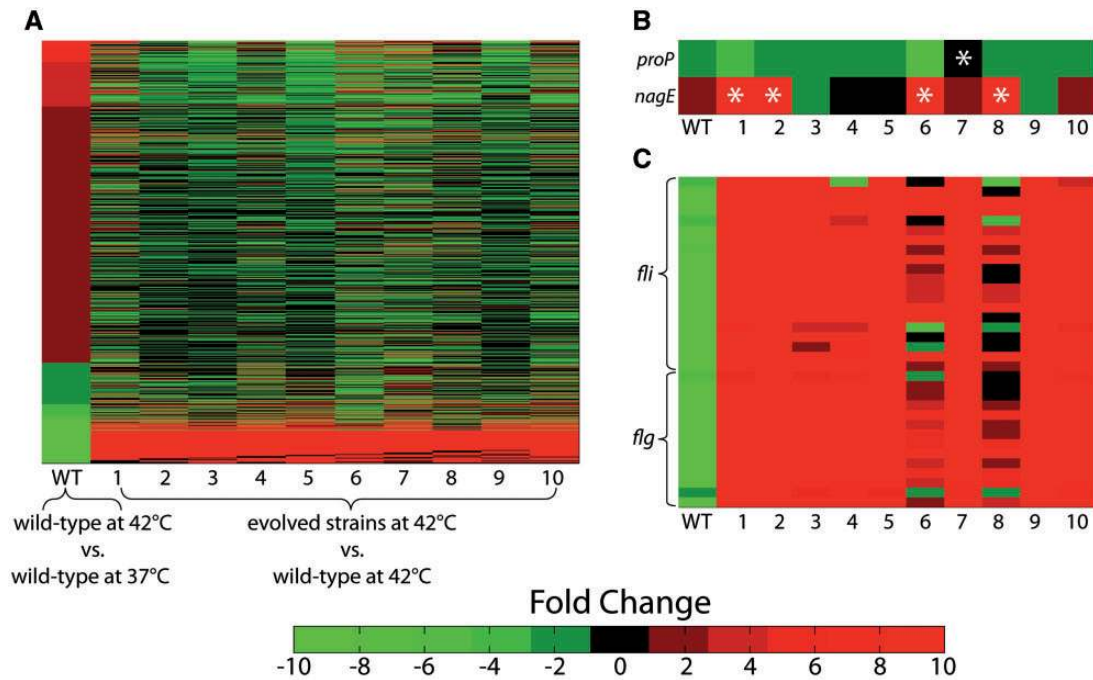 A
WT 1 2 3 4 5 6 7 8 9 10
wild-type at 42°C
vs.
wild-type at 37°C
evolved strains at 42°C
vs.
wild-type at 42°C
B
proP *
nagE * * * *
WT 1 2 3 4 5 6 7 8 9 10
C
fli
flg
WT 1 2 3 4 5 6 7 8 9 10
Fold Change
-10 -8 -6 -4 -2 0 2 4 6 8 10